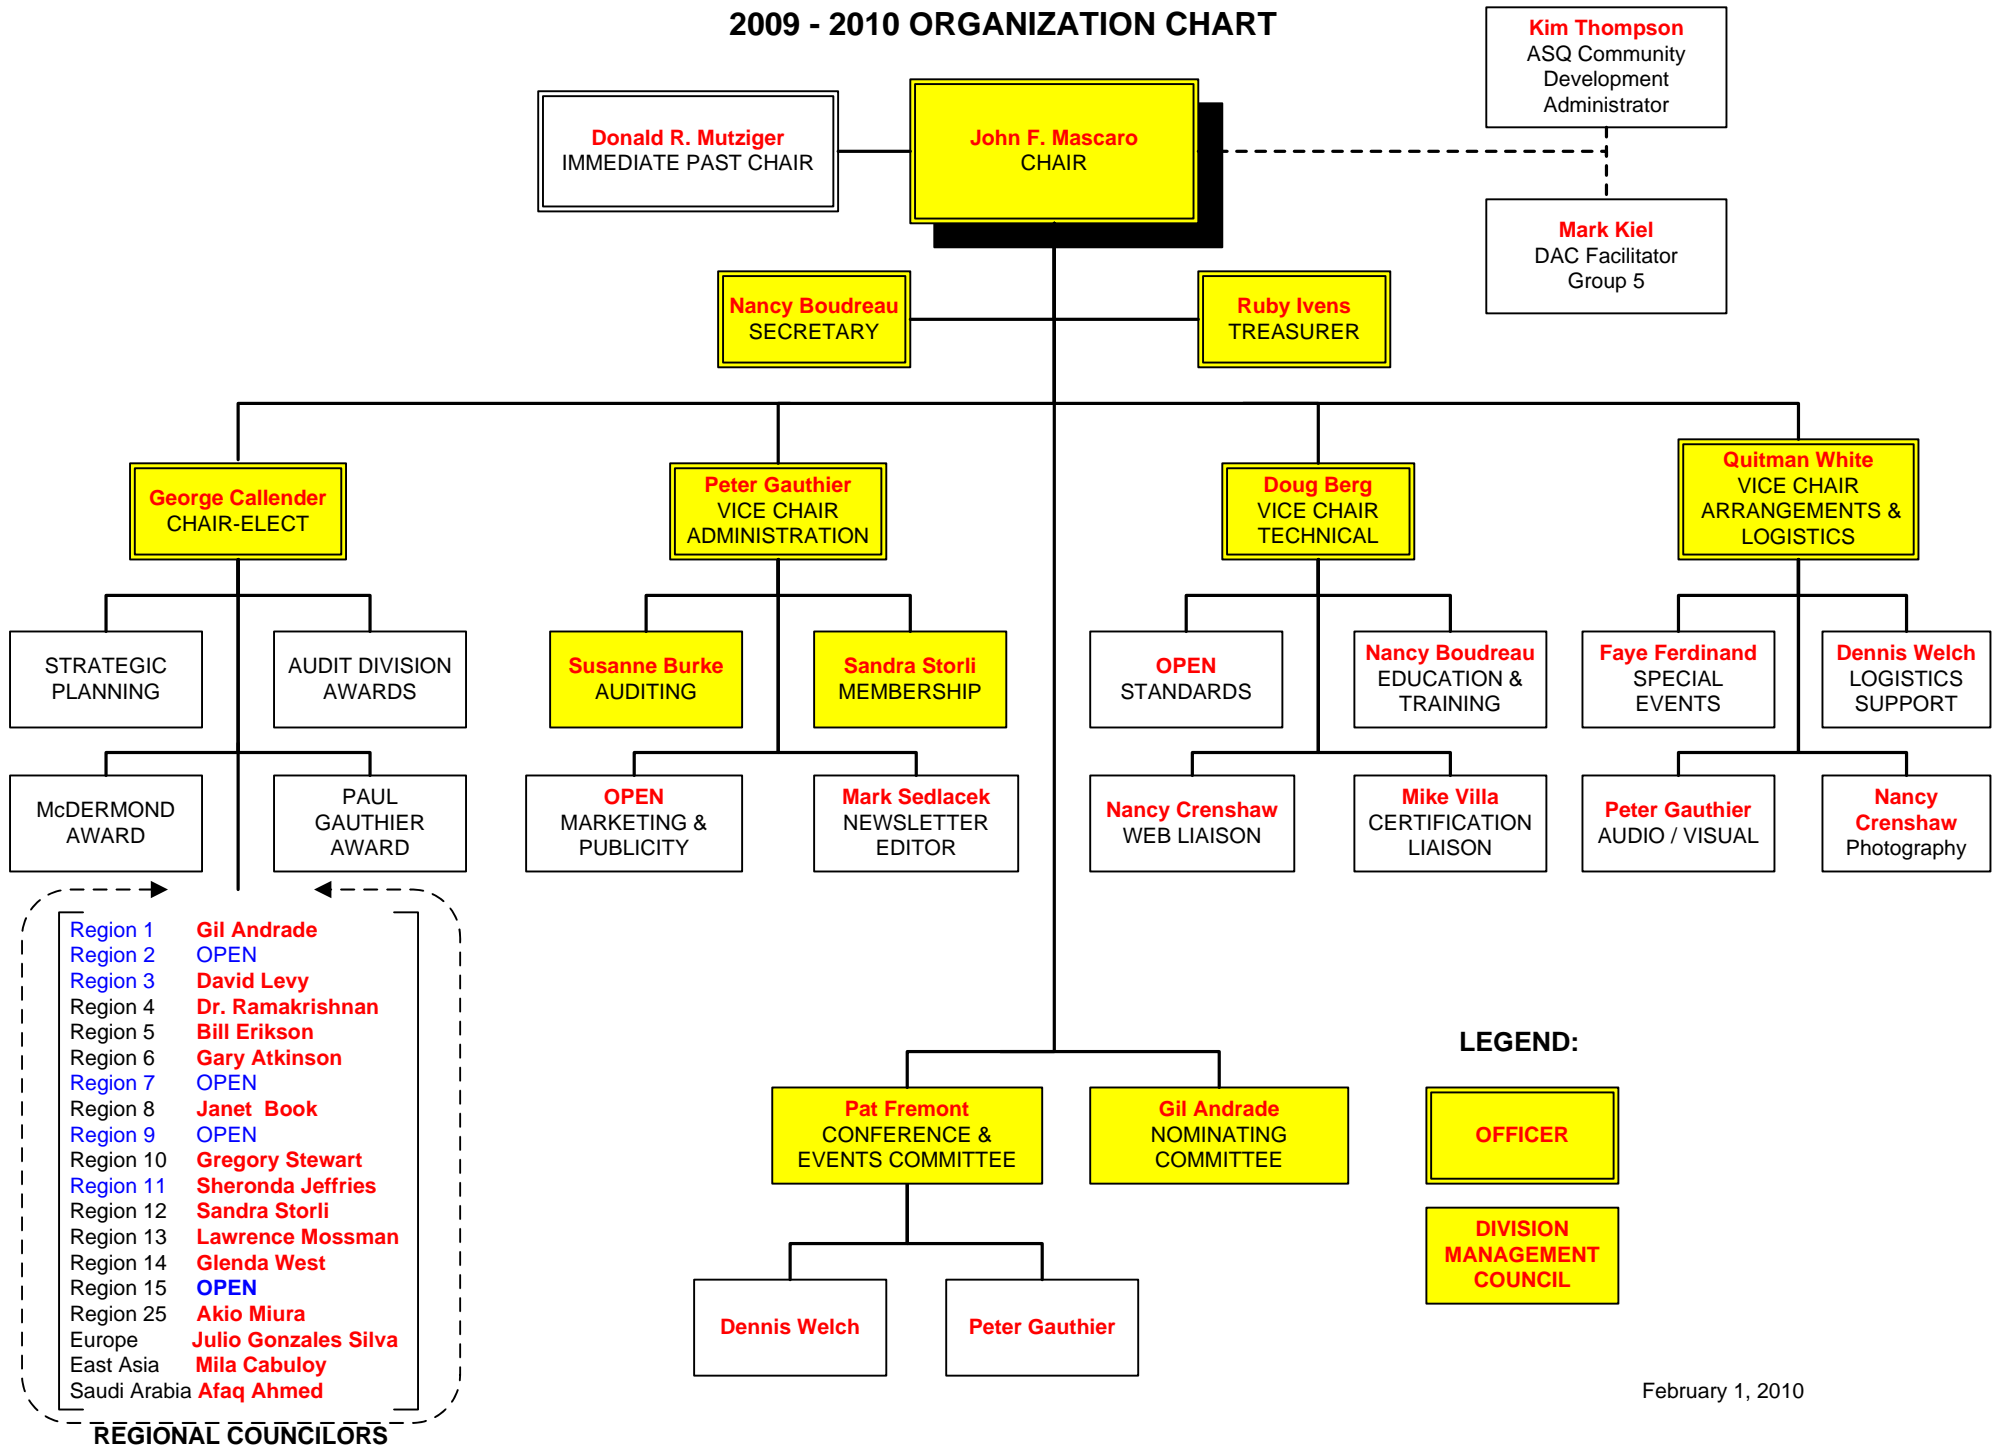 2009 - 2010 ORGANIZATION CHART
Kim Thompson
ASQ Community
Development
Administrator
Donald R. Mutziger
IMMEDIATE PAST CHAIR
John F. Mascaro
CHAIR
Mark Kiel
DAC Facilitator
Group 5
Nancy Boudreau
SECRETARY
Ruby Ivens
TREASURER
George Callender
CHAIR-ELECT
Peter Gauthier
VICE CHAIR
ADMINISTRATION
Doug Berg
VICE CHAIR
TECHNICAL
Quitman White
VICE CHAIR
ARRANGEMENTS &
LOGISTICS
STRATEGIC
PLANNING
AUDIT DIVISION
AWARDS
Susanne Burke
AUDITING
Sandra Storli
MEMBERSHIP
OPEN
STANDARDS
Nancy Boudreau
EDUCATION &
TRAINING
Faye Ferdinand
SPECIAL
EVENTS
Dennis Welch
LOGISTICS
SUPPORT
McDERMOND
AWARD
PAUL
GAUTHIER
AWARD
OPEN
MARKETING &
PUBLICITY
Mark Sedlacek
NEWSLETTER
EDITOR
Nancy Crenshaw
WEB LIAISON
Mike Villa
CERTIFICATION
LIAISON
Peter Gauthier
AUDIO / VISUAL
Nancy
Crenshaw
Photography
Region 1 Gil Andrade
Region 2 OPEN
Region 3 David Levy
Region 4 Dr. Ramakrishnan
Region 5 Bill Erikson
Region 6 Gary Atkinson
Region 7 OPEN
Region 8 Janet Book
Region 9 OPEN
Region 10 Gregory Stewart
Region 11 Sheronda Jeffries
Region 12 Sandra Storli
Region 13 Lawrence Mossman
Region 14 Glenda West
Region 15 OPEN
Region 25 Akio Miura
Europe Julio Gonzales Silva
East Asia Mila Cabuloy
Saudi Arabia Afaq Ahmed
REGIONAL COUNCILORS
Pat Fremont
CONFERENCE &
EVENTS COMMITTEE
Gil Andrade
NOMINATING
COMMITTEE
Dennis Welch
Peter Gauthier
LEGEND:
OFFICER
DIVISION
MANAGEMENT
COUNCIL
February 1, 2010